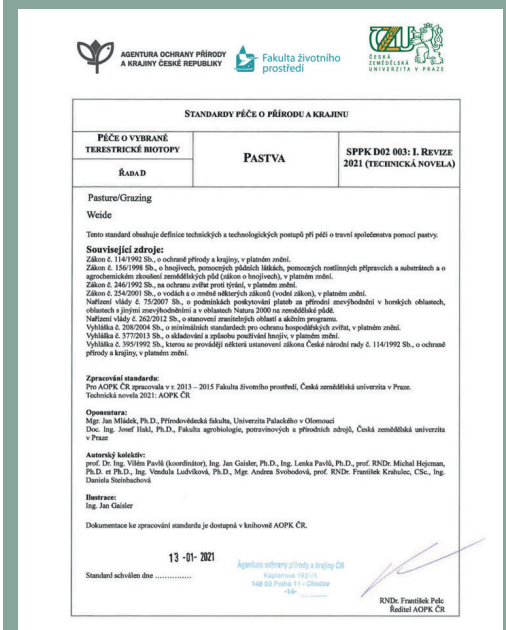 AGENTURA OCHRANY PŘÍRODY
A KRAJINY ČESKÉ REPUBLIKY
Fakulta životního
prostředí
ČESKÁ
ZEMĚDĚLSKÁ
UNIVERZITA V PRAZE
STANDARDY PÉČE O PŘÍRODU A KRAJINU
PÉČE O VYBRANÉ
TERESTRICKÉ BIOTOPY
ŘADA D
PASTVA
SPPK D02 003: I. REVIZE
2021 (TECHNICKÁ NOVELA)
Pasture/Grazing
Weide
Tento standard obsahuje definice technických a technologických postupů při péči o travní společenstva pomocí pastvy.
Související zdroje:
Zákon č. 114/1992 Sb., o ochraně přírody a krajiny, v platném znění.
Zákon č. 156/1998 Sb., o hnojivech, pomocných půdních látkách, pomocných rostlinných přípravcích a substrátech a o
agrochemickém zkoušení zemědělských půd (zákon o hnojivech), v platném znění.
Zákon č. 246/1992 Sb., na ochranu zvířat proti týrání, v platném znění.
Zákon č. 254/2001 Sb., o vodách a o změně některých zákonů (vodní zákon), v platném znění.
Nařízení vlády č. 75/2007 Sb., o podmínkách poskytování plateb za přírodní znevýhodnění v horských oblastech,
oblastech s jinými znevýhodněními a v oblastech Natura 2000 na zemědělské půdě.
Nařízení vlády č. 262/2012 Sb., o stanovení zranitelných oblastí a akčním programu.
Vyhláška č. 208/2004 Sb., o minimálních standardech pro ochranu hospodářských zvířat, v platném znění.
Vyhláška č. 377/2013 Sb., o skladování a způsobu používání hnojiv, v platném znění.
Vyhláška č. 395/1992 Sb., kterou se provádějí některá ustanovení zákona České národní rady č. 114/1992 Sb., o ochraně
přírody a krajiny, v platném znění.
Zpracování standardu:
Pro AOPK ČR zpracovala v r. 2013 – 2015 Fakulta životního prostředí, Česká zemědělská univerzita v Praze.
Technická novela 2021: AOPK ČR
Oponentura:
Mgr. Jan Mládek, Ph.D., Přírodovědecká fakulta, Univerzita Palackého v Olomouci
Doc. Ing. Josef Hakl, Ph.D., Fakulta agrobiologie, potravinových a přírodních zdrojů, Česká zemědělská univerzita
v Praze
Autorský kolektiv:
prof. Dr. Ing. Vilém Pavlů (koordinátor), Ing. Jan Gaisler, Ph.D., Ing. Lenka Pavlů, Ph.D., prof. RNDr. Michal Hejcman,
Ph.D. et Ph.D., Ing. Vendula Ludvíková, Ph.D., Mgr. Andrea Svobodová, prof. RNDr. František Krahulec, CSc., Ing.
Daniela Steinbachová
Ilustrace:
Ing. Jan Gaisler
Dokumentace ke zpracování standardu je dostupná v knihovně AOPK ČR.
13 -01- 2021
Standard schválen dne ...............
Agentura ochrany přírody a krajiny ČR
Kaplanova 1931/1
148 00 Praha 11 - Chodov
-14-
RNDr. František Pelc
Ředitel AOPK ČR